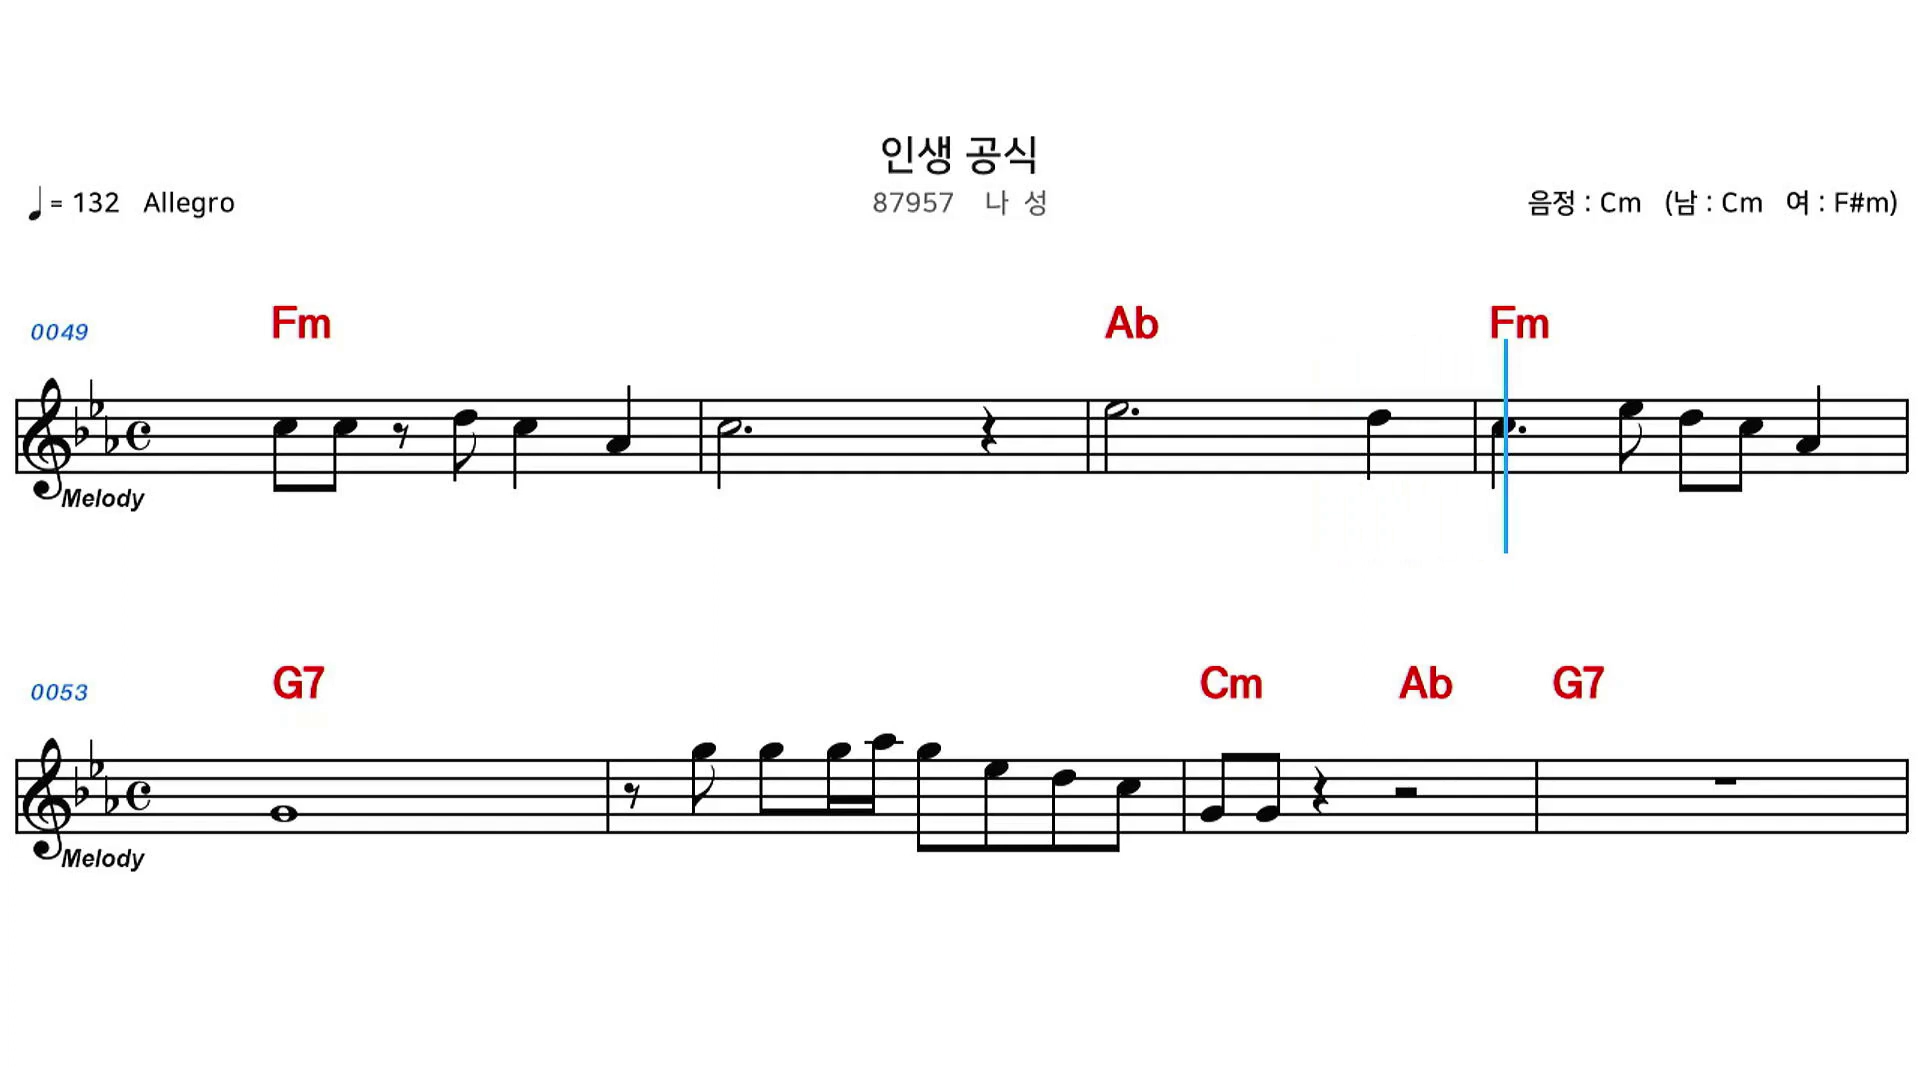 인생 공식
♩= 132 Allegro 87957 나 성 음정 : Cm (남 : Cm 여 : F#m)
0049 Fm Ab Fm
Melody
0053 G7 Cm Ab G7
Melody